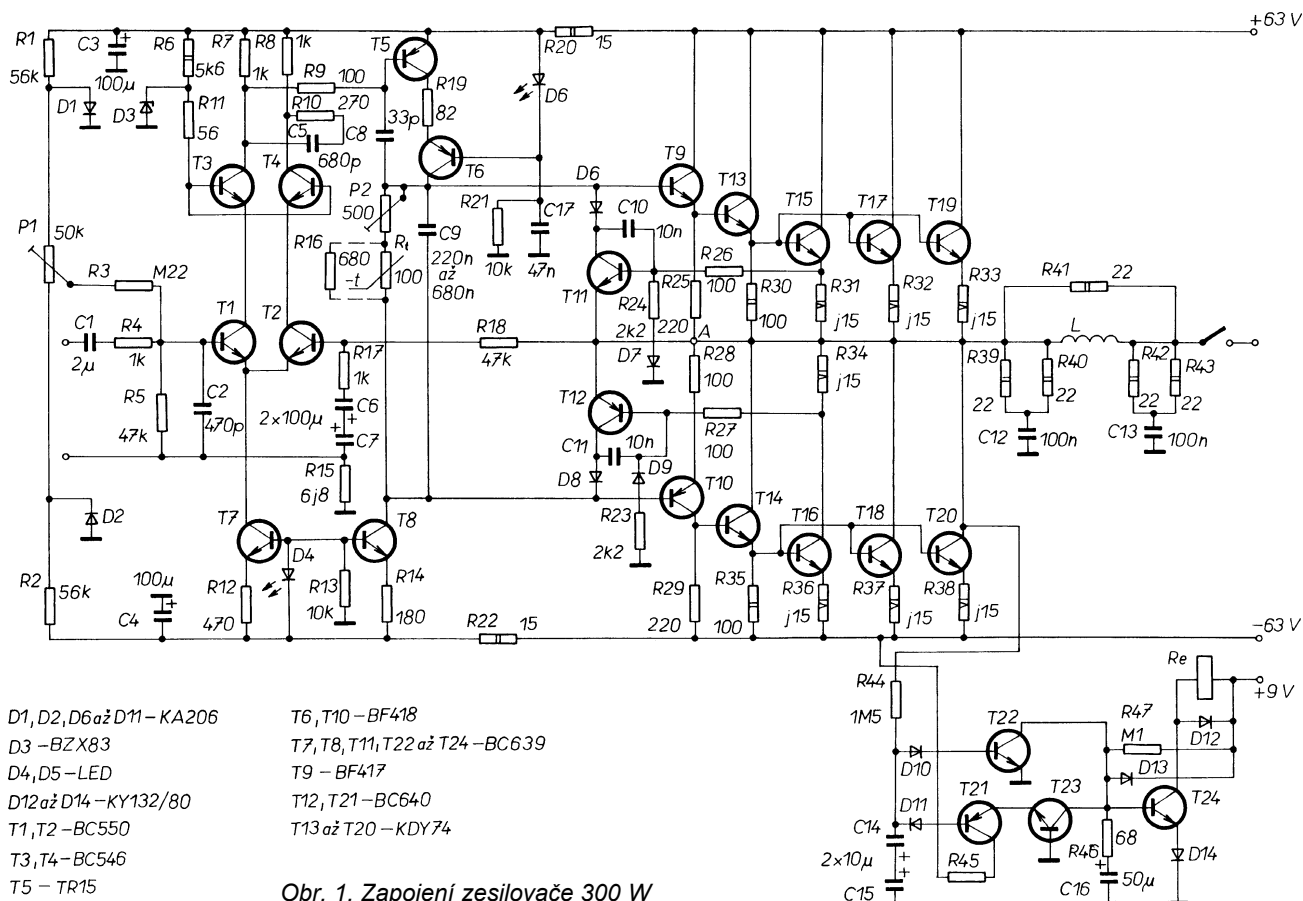 +63 V
R1
56k
C3
+
100μ
R6
5k6
R7
1k
R8
1k
R9
100
R10
270
T5
R19
82
R20
15
D6
D1
D3
R11
56
C5
680p
C8
33p
T3
T4
T6
T9
T13
T15
T17
T19
P1
50k
R3
M22
P2
500
R16
680
-t
Rt
100
C9
220n
až
680n
R21
10k
C17
47n
D6
C10
10n
T11
R24
2k2
D7
R25
220
R26
100
A
R30
100
R31
j15
R32
j15
R33
j15
R41
22
C1
2μ
R4
1k
T1
T2
R5
47k
C2
470p
R17
1k
2×100μ
C6
+
+
C7
R15
6j8
R18
47k
R28
100
R34
j15
R39
22
R40
22
L
R42
22
R43
22
C12
100n
C13
100n
T12
C11
10n
D8
D9
R23
2k2
R27
100
T10
T14
T16
T18
T20
D2
R2
56k
T7
T8
100μ
+
C4
R12
470
D4
R13
10k
R14
180
R22
15
R29
220
R35
100
R36
j15
R37
j15
R38
j15
-63 V
Re
+9 V
R44
1M5
T22
R47
M1
D12
D10
D13
D11
T21
T23
T24
C14
2×10μ
+
+
C15
R45
R46
68
+
C16
50μ
D14
D1, D2, D6 až D11 – KA206
D3 – BZX83
D4, D5 – LED
D12 až D14 – KY132/80
T1, T2 – BC550
T3, T4 – BC546
T5 – TR15
T6, T10 – BF418
T7, T8, T11, T22 až T24 – BC639
T9 – BF417
T12, T21 – BC640
T13 až T20 – KDY74
Obr. 1. Zapojení zesilovače 300 W